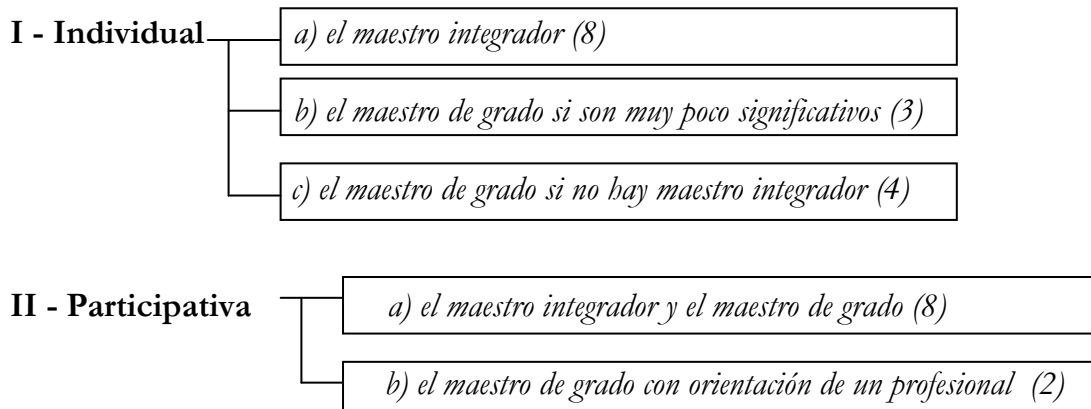 I - Individual
a) el maestro integrador (8)
b) el maestro de grado si son muy poco significativos (3)
c) el maestro de grado si no hay maestro integrador (4)
II - Participativa
a) el maestro integrador y el maestro de grado (8)
b) el maestro de grado con orientación de un profesional (2)